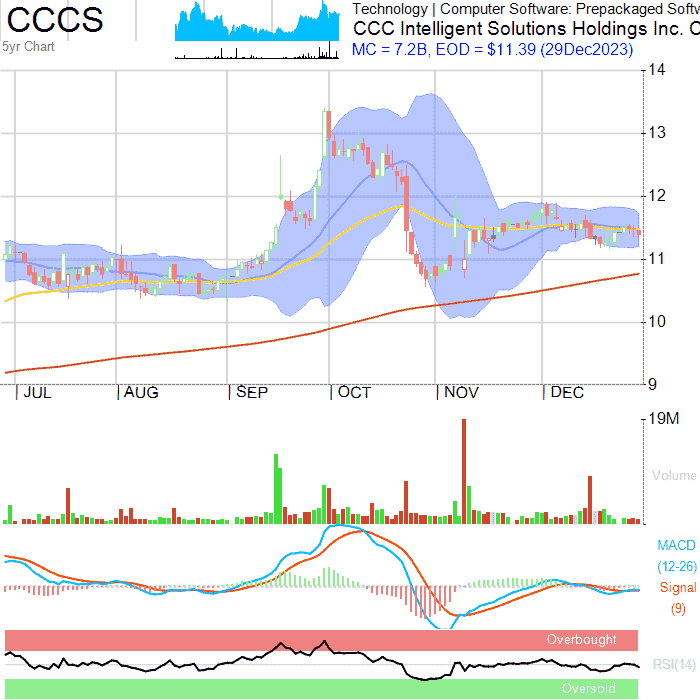 CCCS
5yr Chart
Technology | Computer Software: Prepackaged Softw
CCC Intelligent Solutions Holdings Inc. C
MC = 7.2B, EOD = $11.39 (29Dec2023)
14
13
12
11
10
9
JUL AUG SEP OCT NOV DEC
19M
Volume
MACD
(12-26)
Signal
(9)
Overbought
RSI(14)
Oversold